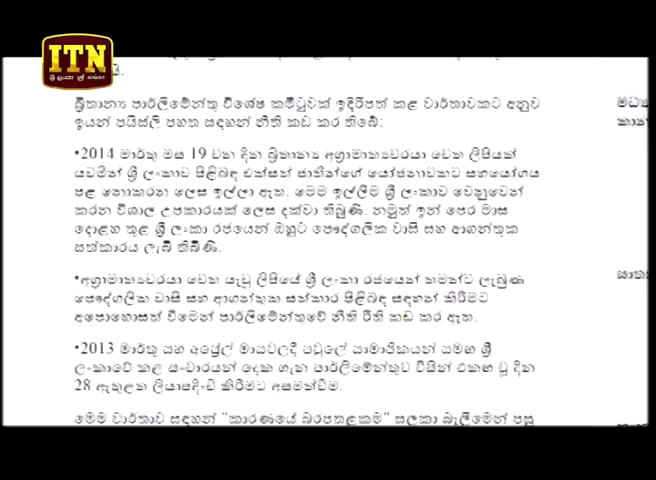 ITN
ශ්‍රී ලංකා
බ්‍රිතාන්‍ය පාර්ලිමේන්තු විශේෂ කමිටුවක් ඉදිරිපත් කළ වාර්තාවකට අනුව
ඉයන් පයිස්ලි පහත සඳහන් නීති කඩ කර තිබේ:
•2014 මාර්තු මස 19 වන දින බ්‍රිතාන්‍ය අග්‍රාමාත්‍යවරයා වෙත ලිපියක්
යවමින් ශ්‍රී ලංකාව පිළිබඳ එක්සත් ජාතීන්ගේ යෝජනාවකට සහයෝගය
පළ නොකරන ලෙස ඉල්ලා ඇත. මෙම ඉල්ලීම ශ්‍රී ලංකාව වෙනුවෙන්
කරන විශාල උපකාරයක් ලෙස දක්වා තිබුණි. නමුත් ඉන් පෙර මාස
දොළහ තුළ ශ්‍රී ලංකා රජයෙන් ඔහුට පෞද්ගලික වාසි සහ ආගන්තුක
සත්කාරය ලැබී තිබිණි.
•අග්‍රාමාත්‍යවරයා වෙත යැවූ ලිපියේ ශ්‍රී ලංකා රජයෙන් තමන්ට ලැබුණ
පෞද්ගලික වාසි සහ ආගන්තුක සත්කාර පිළිබඳ සඳහන් කිරීමට
අපොහොසත් වීමෙන් පාර්ලිමේන්තුවේ නීති රීති කඩ කර ඇත.
•2013 මාර්තු සහ අප්‍රේල් මාසවලදී පවුලේ සාමාජිකයන් සමඟ ශ්‍රී
ලංකාවේ කළ සංචාරයන් දෙක ගැන පාර්ලිමේන්තුව විසින් එකඟ වූ දින
28 ඇතුළත ලියාපදිංචි කිරීමට අසමත්වීම.
මෙම වාර්තාව සඳහන් "කාරණයේ බරපතළකම" සලකා බැලීමෙන් පසු